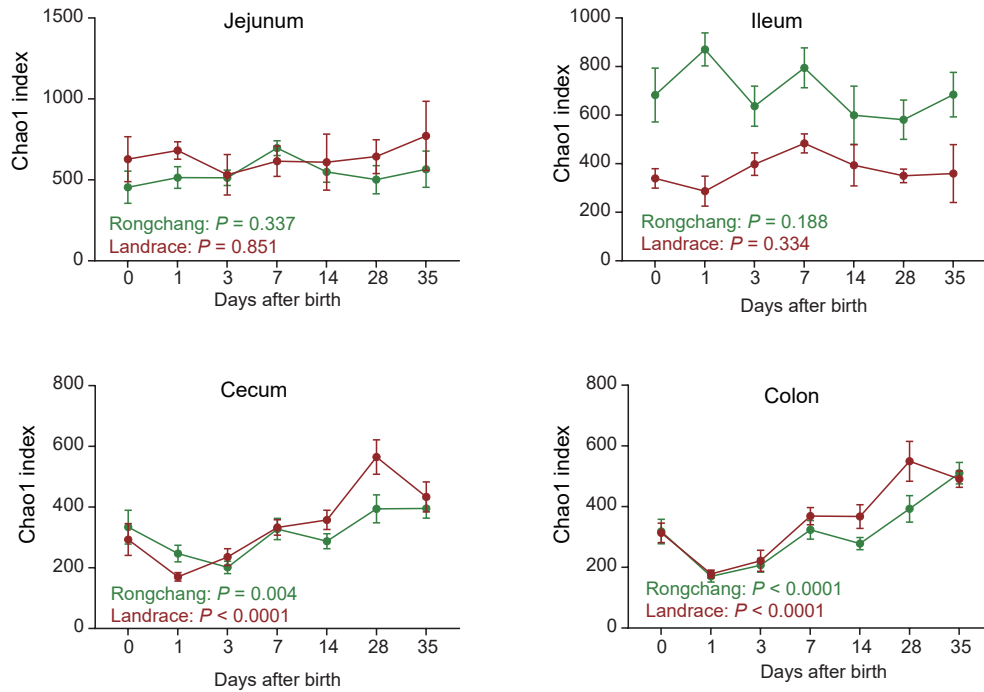 Jejunum
Chao1 index
1500
1000
500
0
Rongchang: P = 0.337
Landrace: P = 0.851
0 1 3 7 14 28 35
Days after birth
Ileum
Chao1 index
1000
800
600
400
200
0
Rongchang: P = 0.188
Landrace: P = 0.334
0 1 3 7 14 28 35
Days after birth
Cecum
Chao1 index
800
600
400
200
0
Rongchang: P = 0.004
Landrace: P < 0.0001
0 1 3 7 14 28 35
Days after birth
Colon
Chao1 index
800
600
400
200
0
Rongchang: P < 0.0001
Landrace: P < 0.0001
0 1 3 7 14 28 35
Days after birth